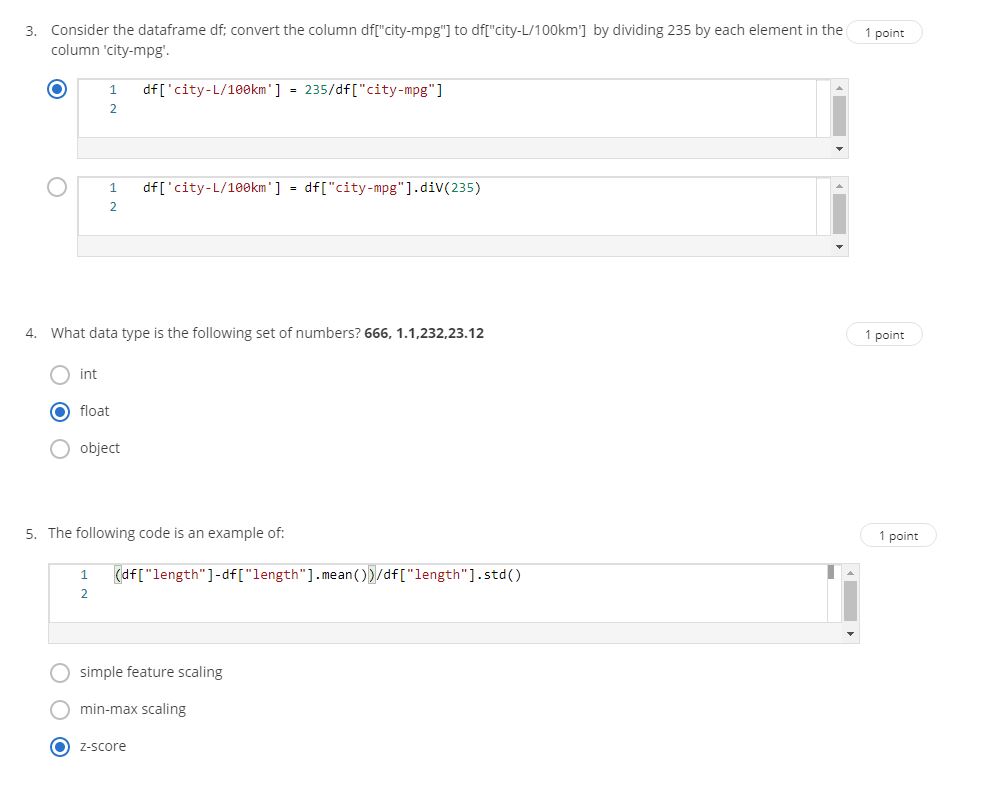 3. Consider the dataframe df; convert the column df["city-mpg"] to df["city-L/100km'] by dividing 235 by each element in the 1 point
column 'city-mpg'.
1 df['city-L/100km'] = 235/df["city-mpg"]
2
1 df['city-L/100km'] = df["city-mpg"].diV(235)
2
4. What data type is the following set of numbers? 666, 1.1,232,23.12 1 point
int
float
object
5. The following code is an example of: 1 point
1 (df["length"]-df["length"].mean())/df["length"].std()
2
simple feature scaling
min-max scaling
z-score